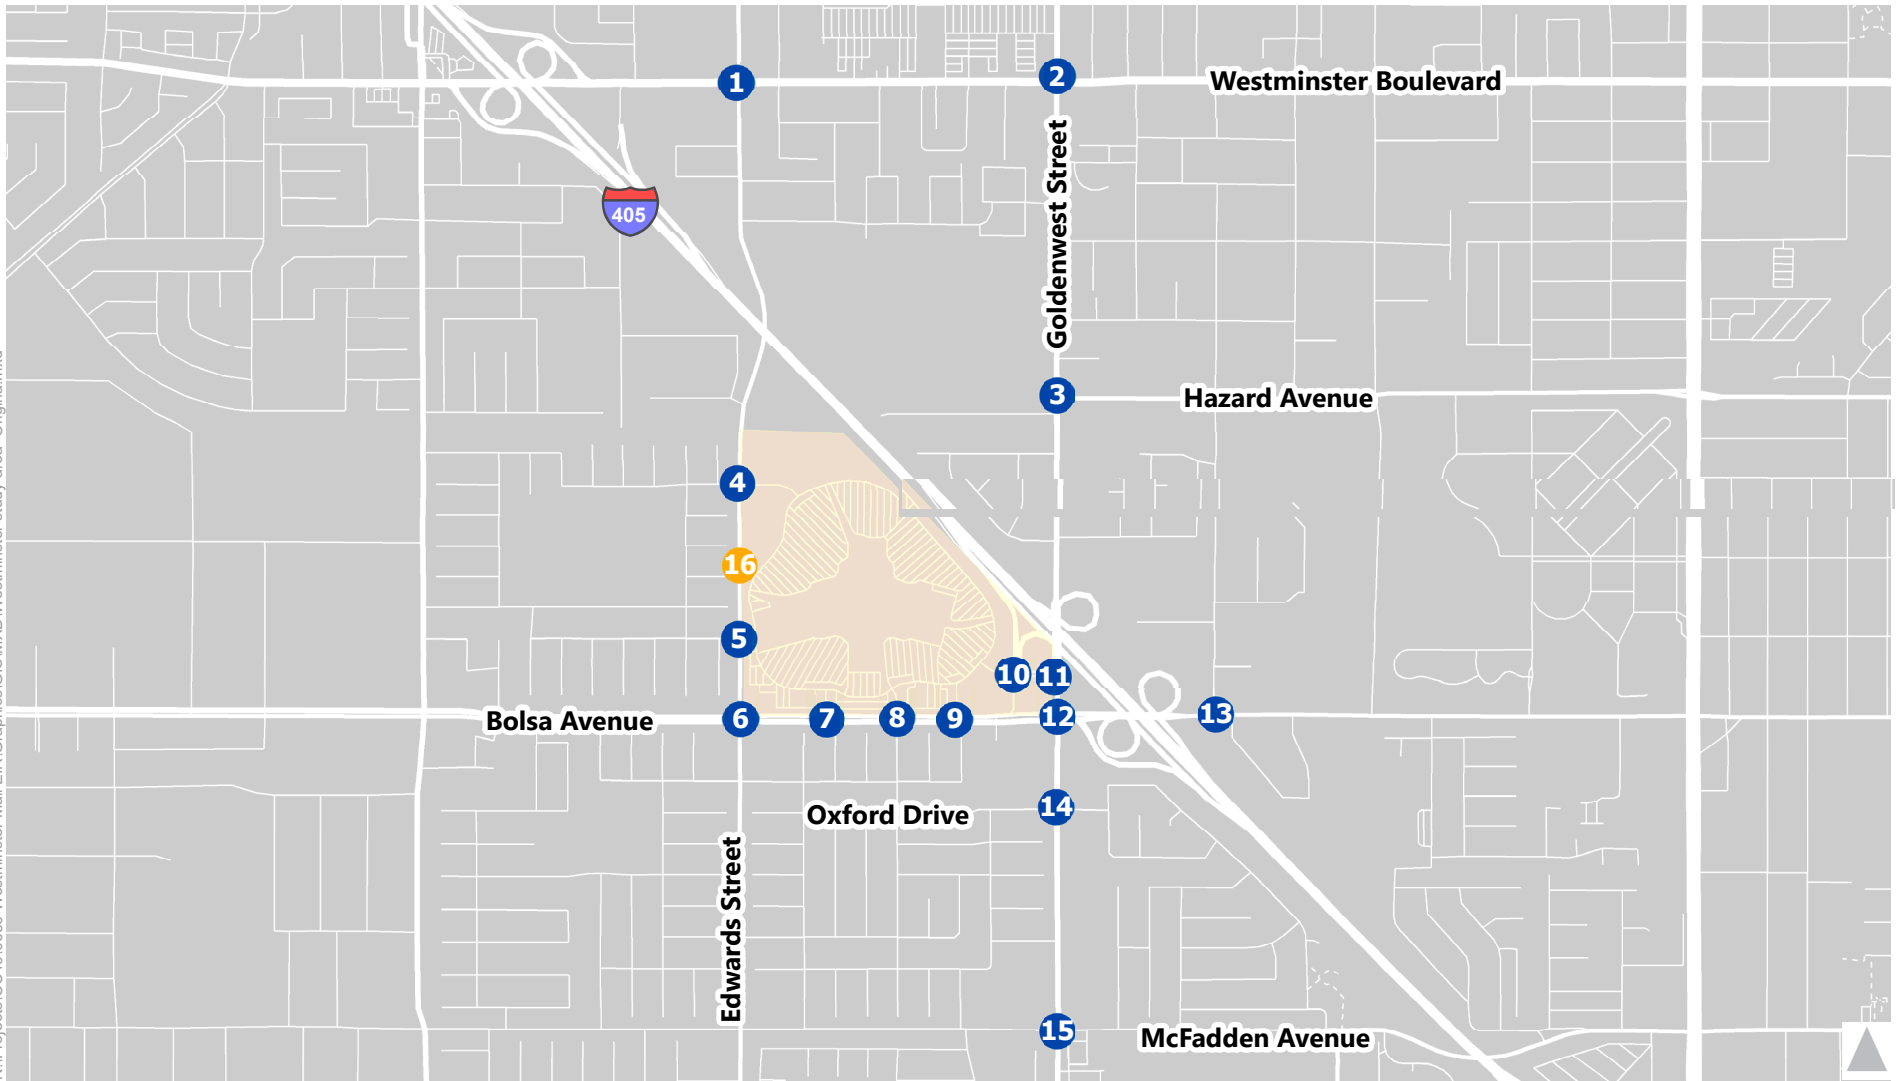 1
2
Westminster Boulevard
Goldenwest Street
405
3
Hazard Avenue
4
16
5
10
11
Bolsa Avenue
6
7
8
9
12
13
14
Oxford Drive
Edwards Street
15
McFadden Avenue